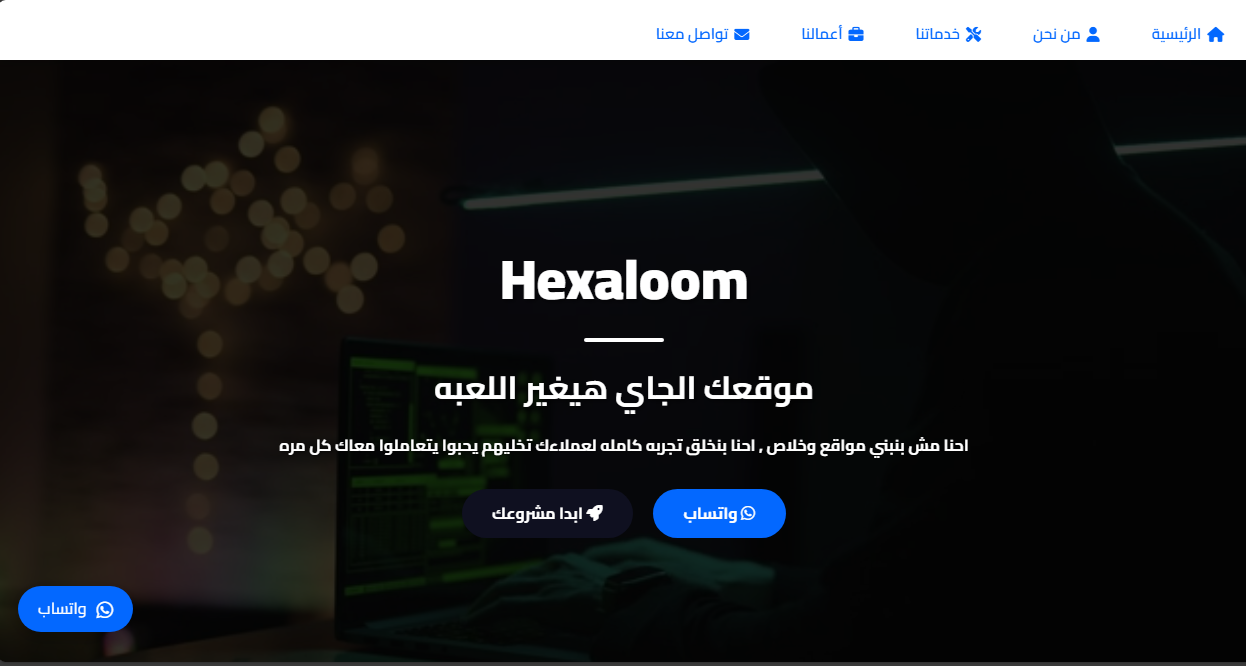 الرئيسية من نحن خدماتنا أعمالنا تواصل معنا
Hexaloom
موقعك الجاي هيغير اللعبه
احنا مش بنبني مواقع وخلاص , احنا بنخلق تجربه كامله لعملاءك تخليهم يحبوا يتعاملوا معاك كل مره
واتساب
ابدا مشروعك
واتساب